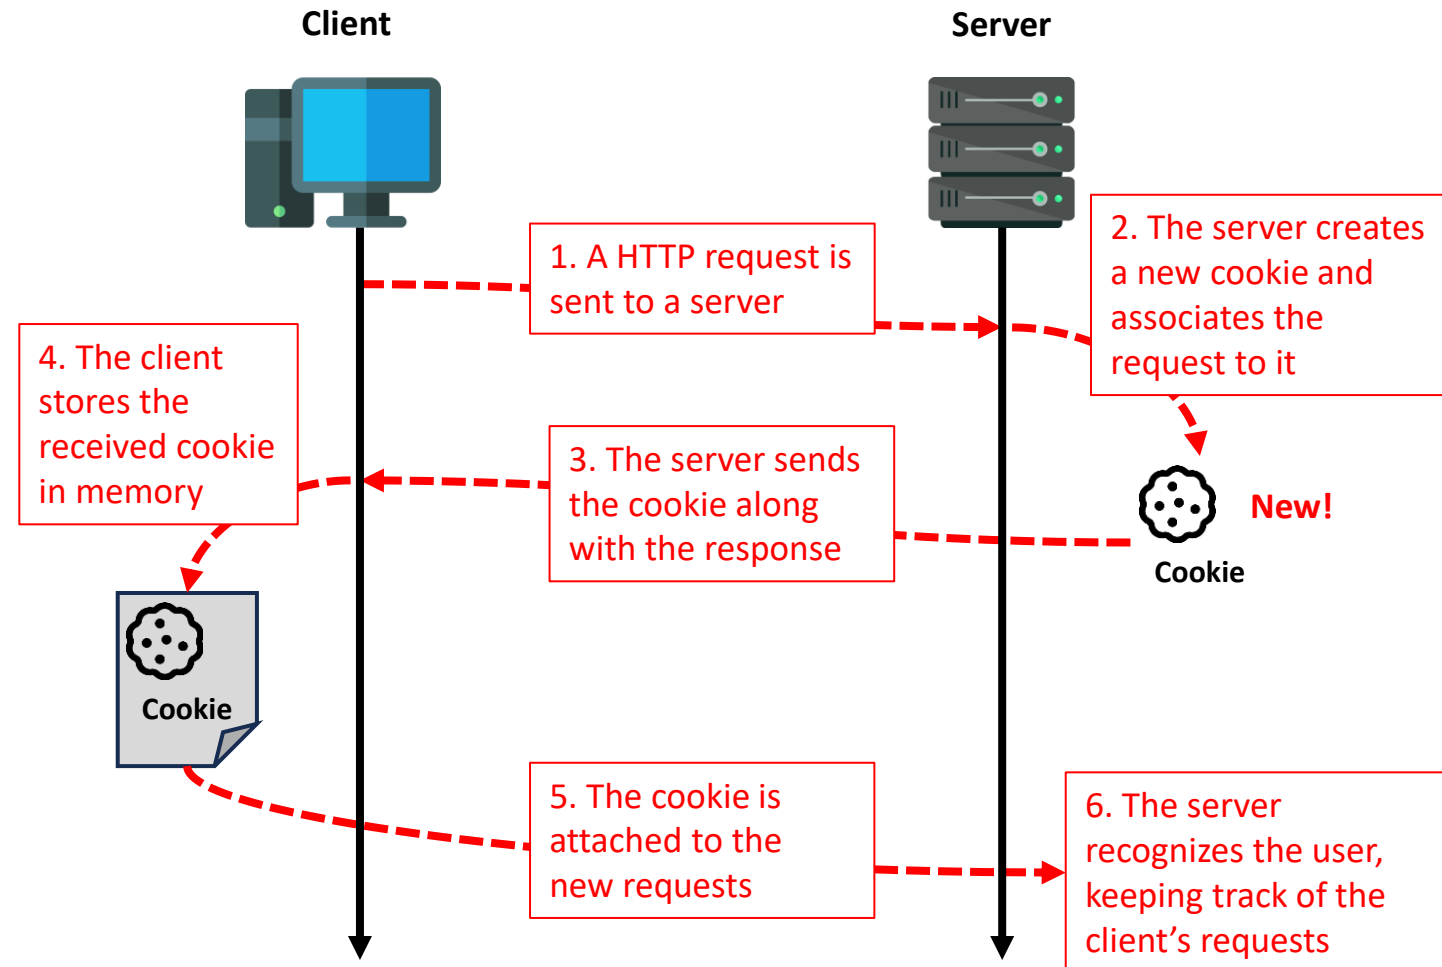 Client
Server
1. A HTTP request is
sent to a server
2. The server creates
a new cookie and
associates the
request to it
3. The server sends
the cookie along
with the response
New!
Cookie
4. The client
stores the
received cookie
in memory
Cookie
5. The cookie is
attached to the
new requests
6. The server
recognizes the user,
keeping track of the
client’s requests